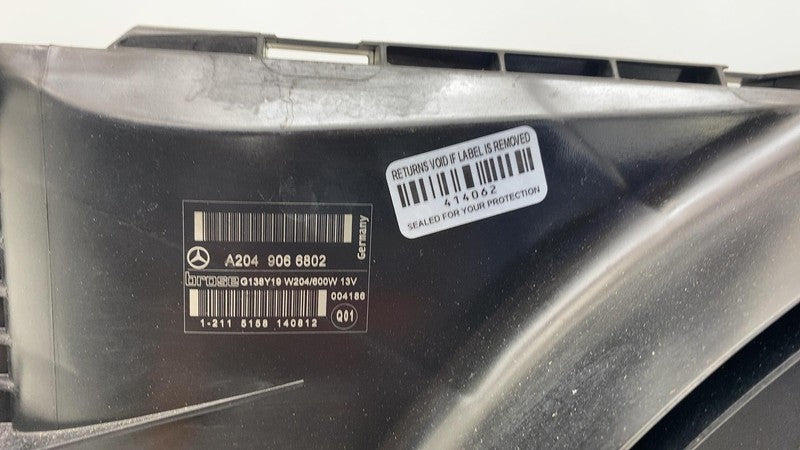 RETURNS VOID IF LABEL IS REMOVED
414062
SEALED FOR YOUR PROTECTION
Germany
A204 906 6802
brose G138Y19 W204/600W 13V
004186
Q01
1-211 5158 140812